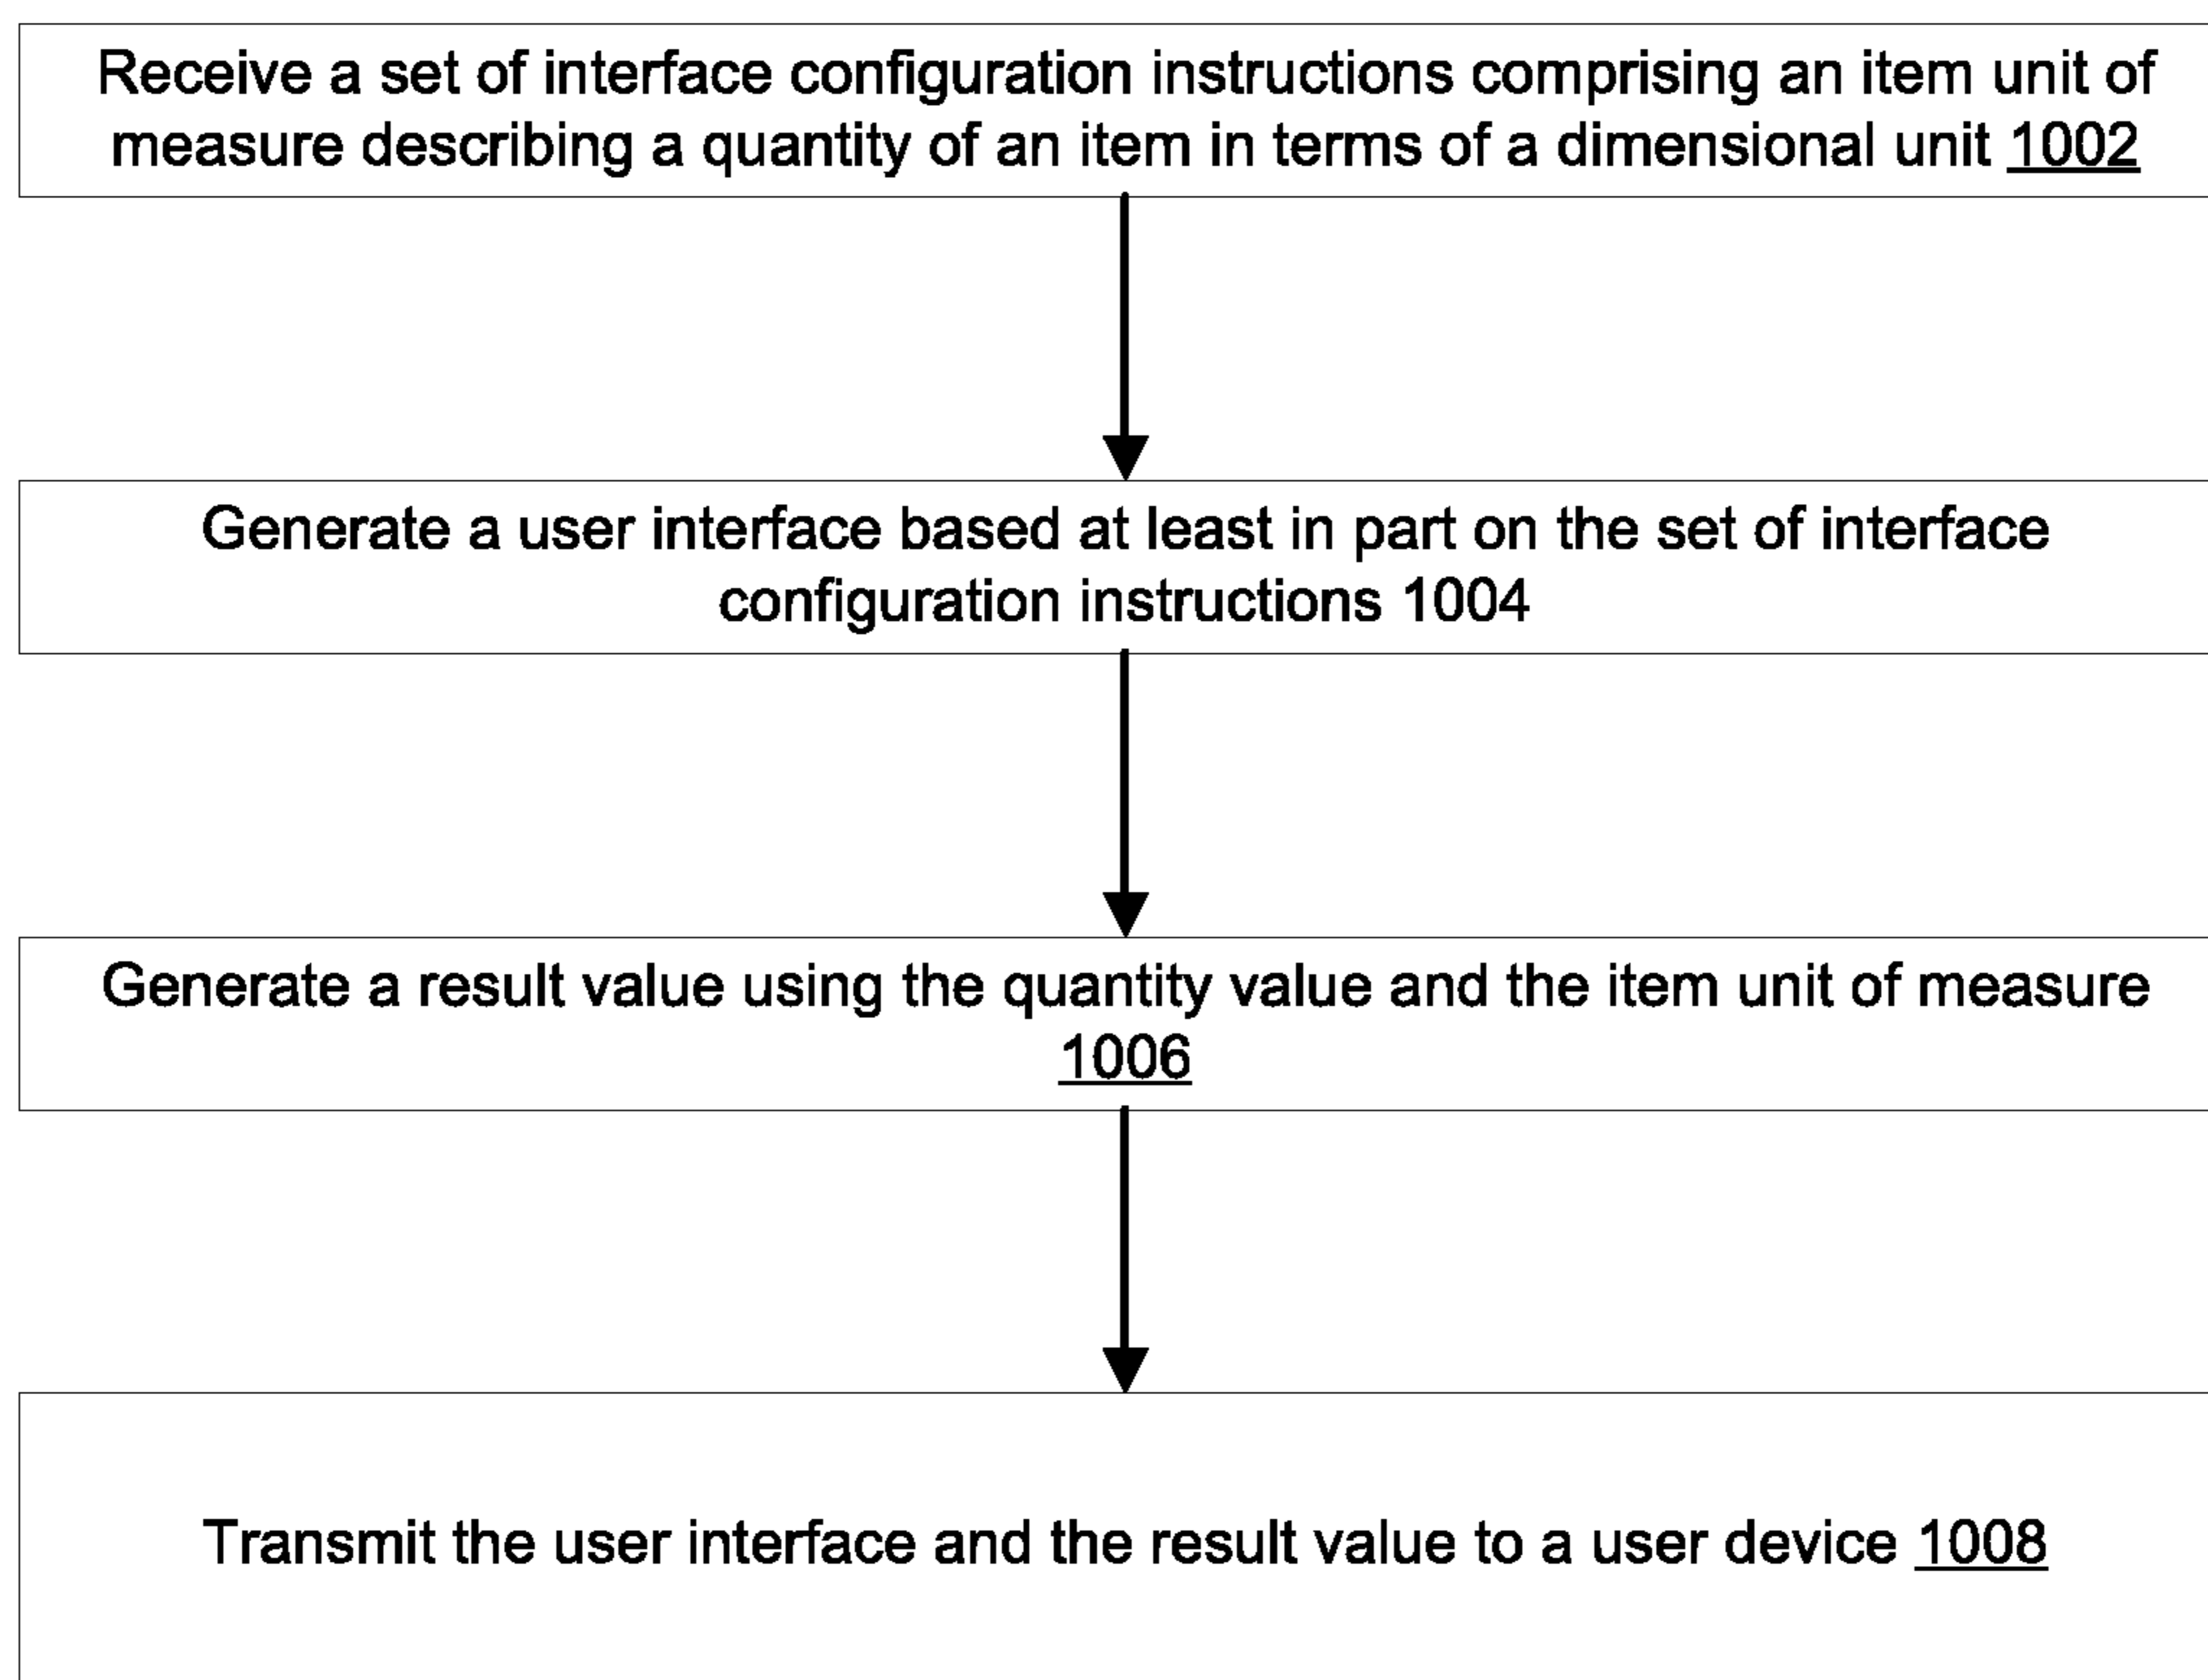 Receive a set of interface configuration instructions comprising an item unit of
measure describing a quantity of an item in terms of a dimensional unit 1002
Generate a user interface based at least in part on the set of interface
configuration instructions 1004
Generate a result value using the quantity value and the item unit of measure
1006
Transmit the user interface and the result value to a user device 1008